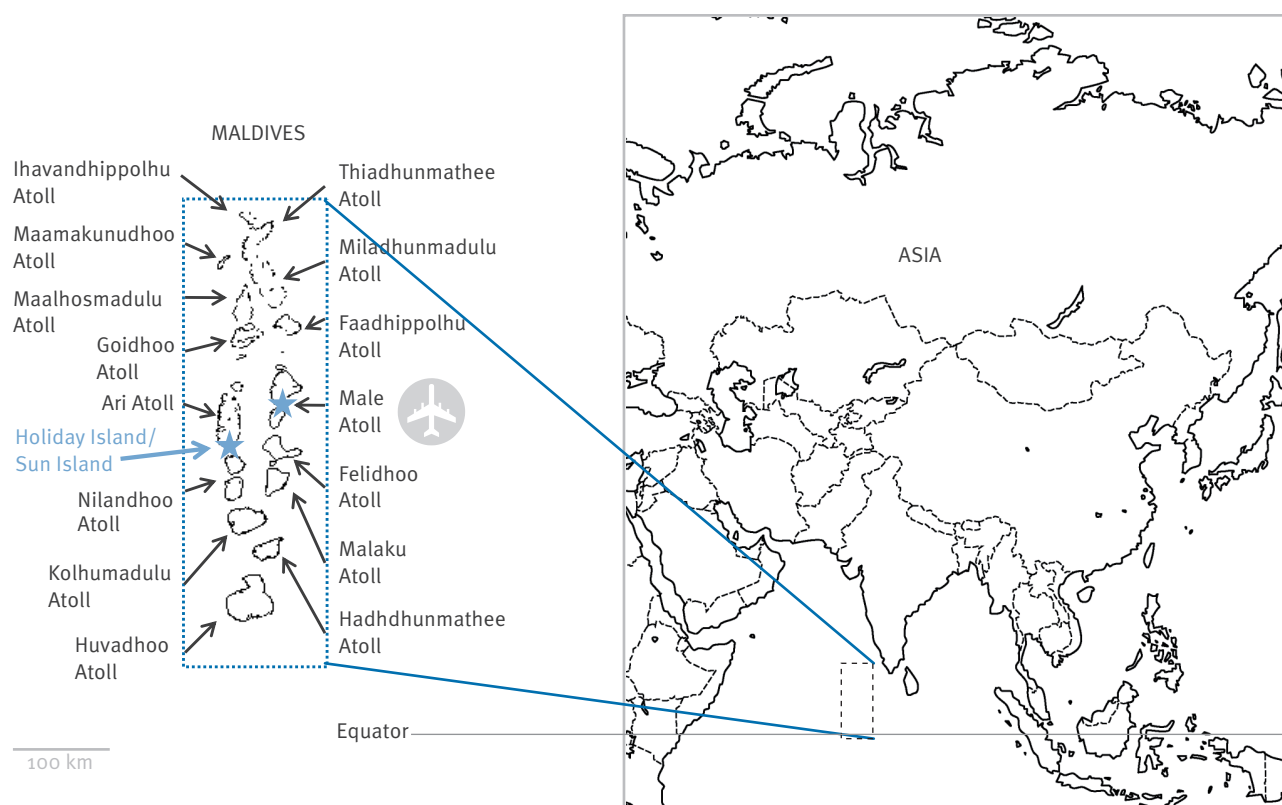 MALDIVES
Ihavandhippolhu
Atoll
Thiadhunmathee
Atoll
Maamakunudhoo
Atoll
Miladhunmadulu
Atoll
Maalhosmadulu
Atoll
Faadhippolhu
Atoll
Goidhoo
Atoll
Ari Atoll
Male
Atoll
Holiday Island/
Sun Island
Felidhoo
Atoll
Nilandhoo
Atoll
Malaku
Atoll
Kolhumadulu
Atoll
Hadhdhunmathee
Atoll
Huvadhoo
Atoll
ASIA
Equator
100 km